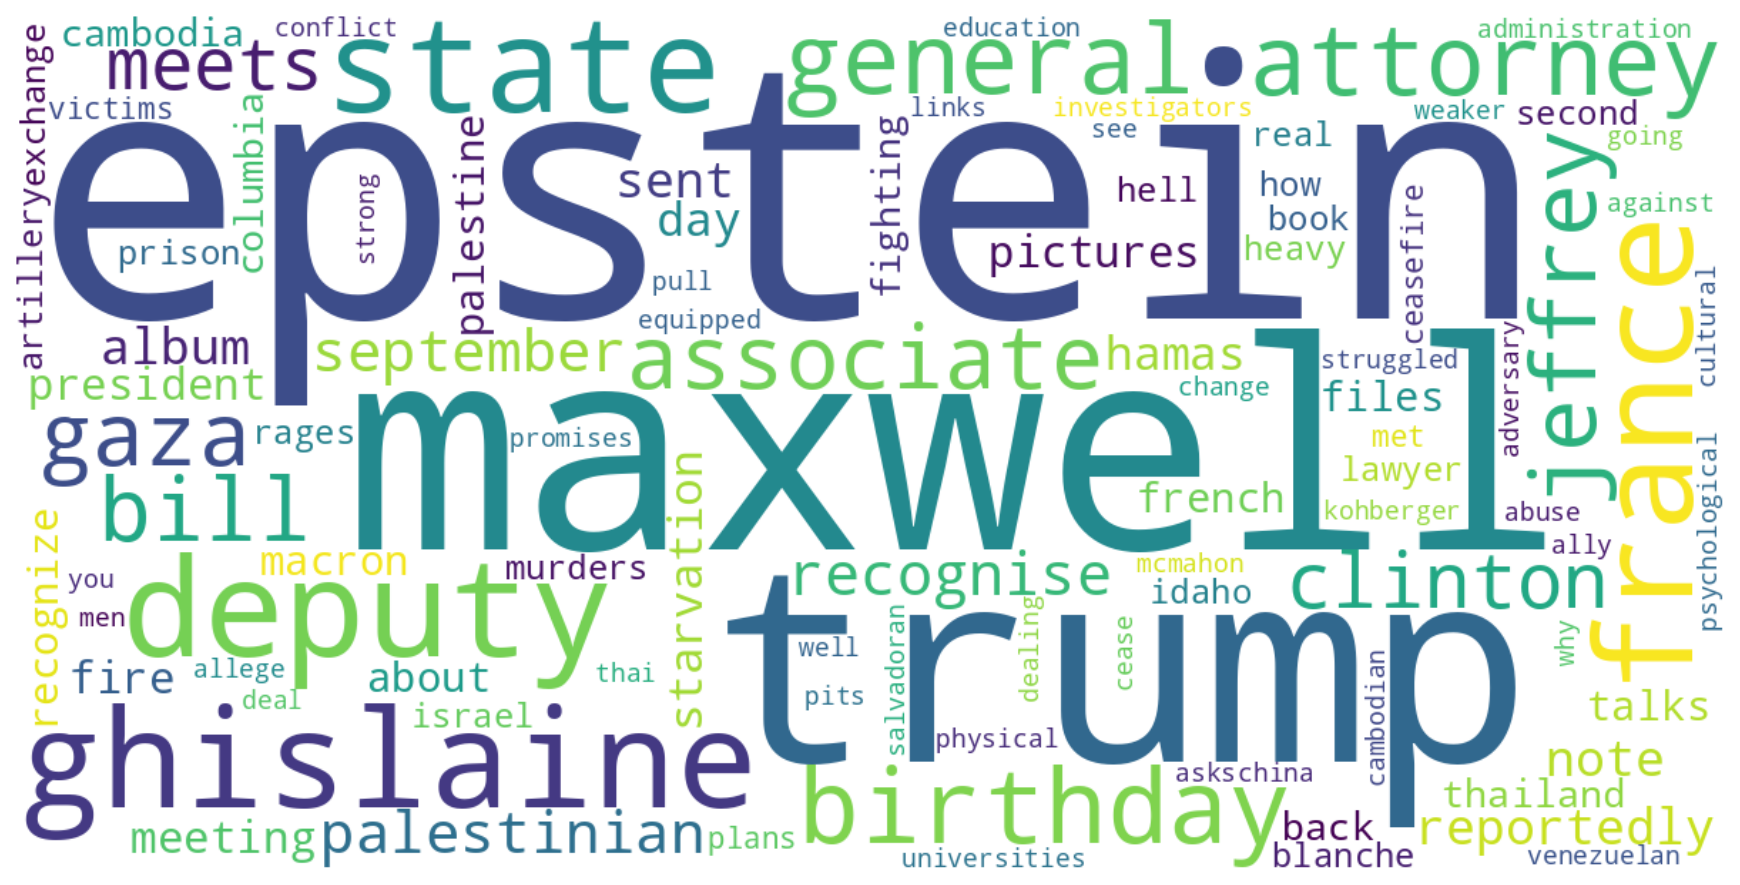 cambodia
conflict
education
administration
meets
state
general
attorney
artilleryexchange
victims
columbia
links
investigators
weaker
second
see
real
going
epstein
strong
palestine
sent
day
fighting
hell
how
book
pictures
heavy
ceasefire
jeffrey
against
prison
pull
equipped
france
cultural
album
september
associate
hamas
struggled
adversary
president
change
files
gaza
rages
maxwell
promises
met
lawyer
psychological
bill
starvation
french
kohberger
abuse
ally
recognize
macron
murders
recognise
mcmahon
idaho
clinton
you
men
deputy
trump
well
salvadoran
dealing
cease
why
fire
allege
about
thai
pits
cambodian
deal
israel
talks
ghislaine
physical
note
birthday
askschina
thailand
meeting
palestinian
plans
back
reportedly
universities
blanche
venezuelan